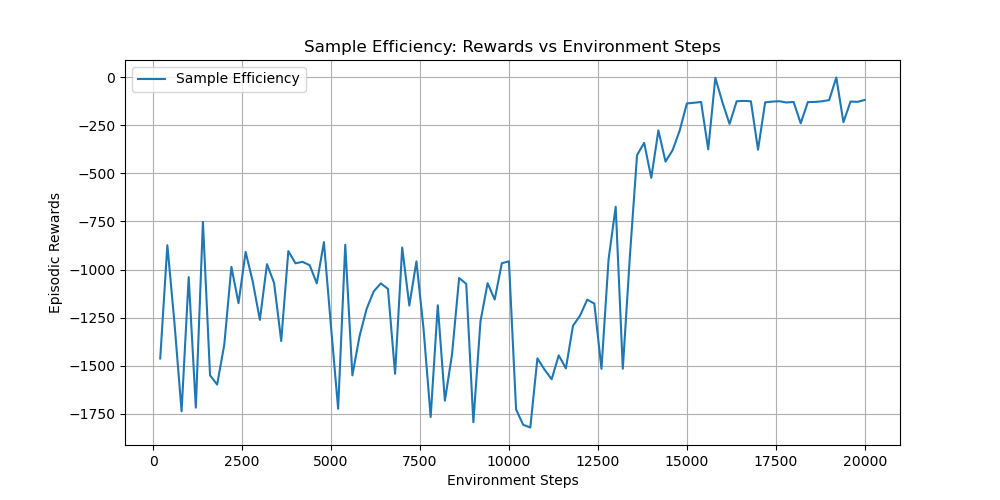 Sample Efficiency: Rewards vs Environment Steps
Sample Efficiency
Episodic Rewards
0
−250
−500
−750
−1000
−1250
−1500
−1750
0 2500 5000 7500 10000 12500 15000 17500 20000
Environment Steps